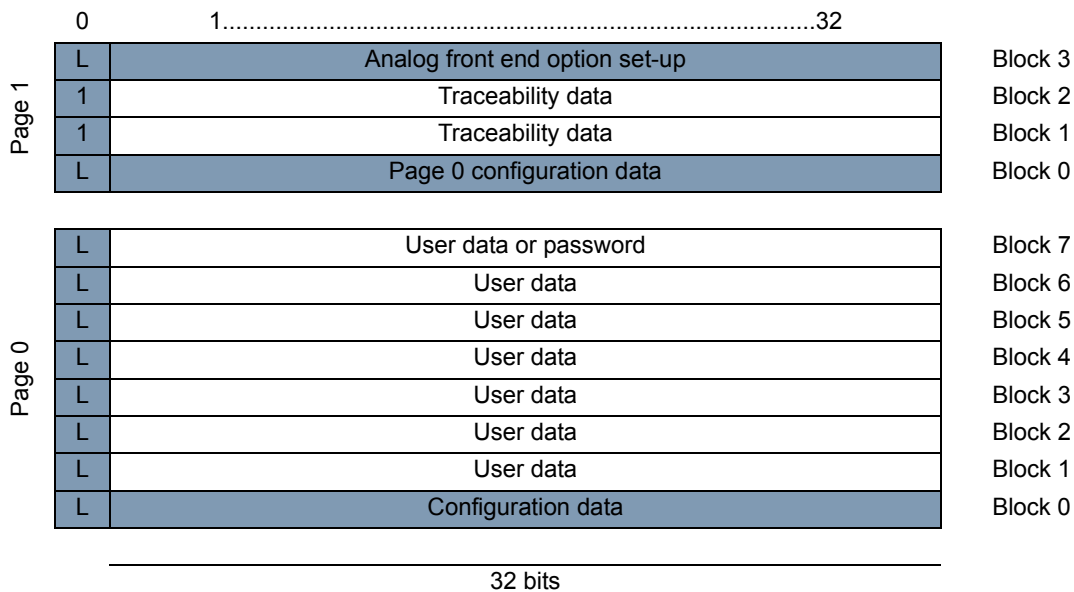 0 1..........................................................................32
L Analog front end option set-up Block 3
1 Traceability data Block 2
1 Traceability data Block 1
L Page 0 configuration data Block 0
Page 1
L User data or password Block 7
L User data Block 6
L User data Block 5
L User data Block 4
L User data Block 3
L User data Block 2
L User data Block 1
L Configuration data Block 0
Page 0
32 bits